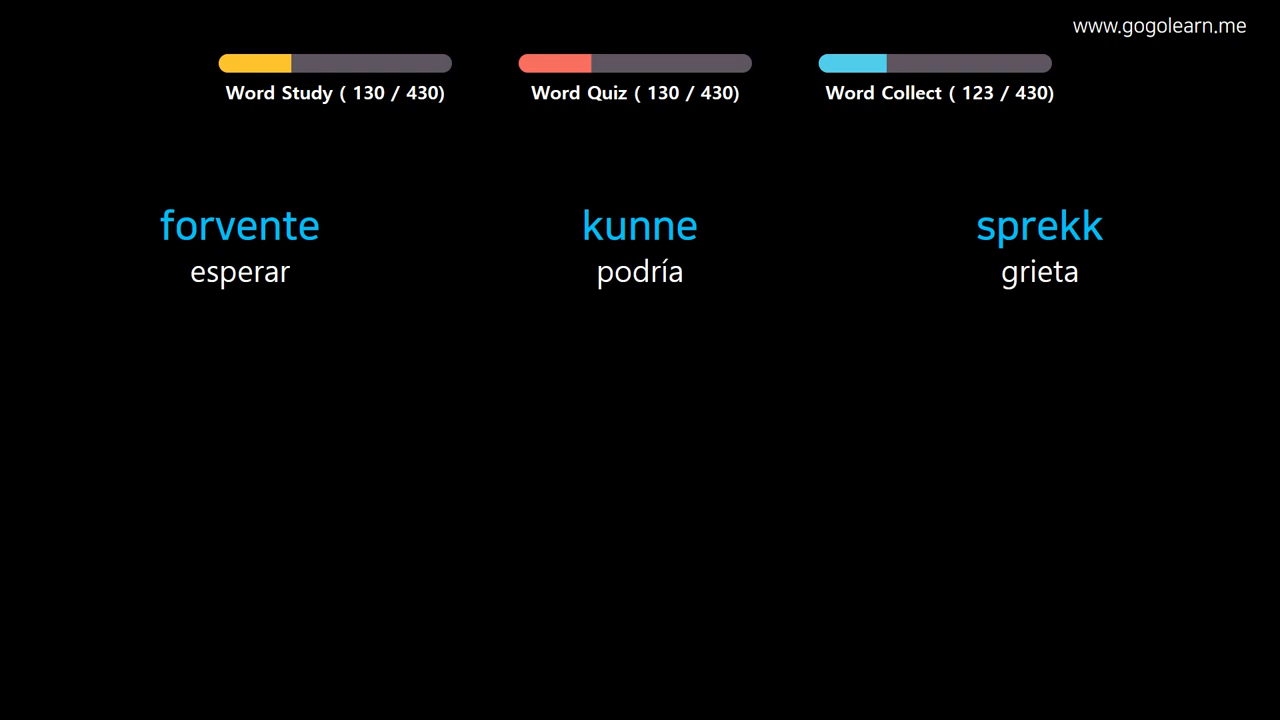 www.gogolearn.me
Word Study ( 130 / 430)
Word Quiz ( 130 / 430)
Word Collect ( 123 / 430)
forvente
esperar
kunne
podría
sprekk
grieta